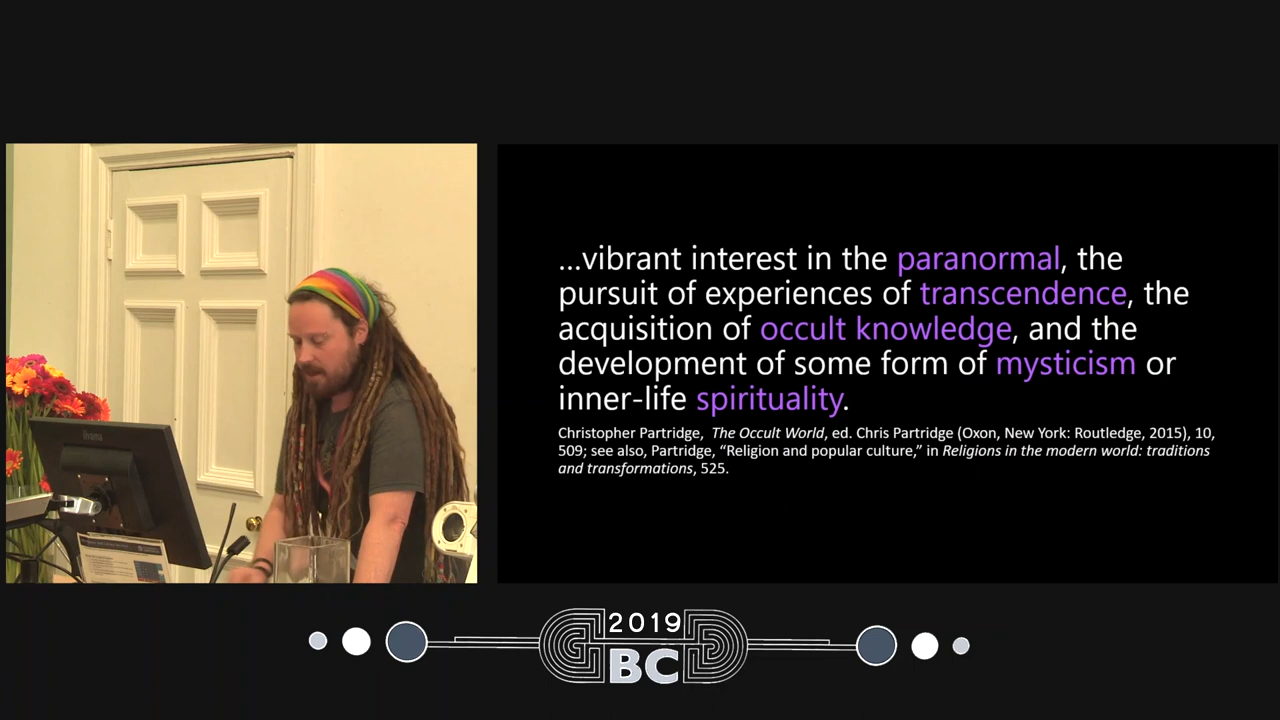 ...vibrant interest in the paranormal, the
pursuit of experiences of transcendence, the
acquisition of occult knowledge, and the
development of some form of mysticism or
inner-life spirituality.
Christopher Partridge, The Occult World, ed. Chris Partridge (Oxon, New York: Routledge, 2015), 10,
509; see also, Partridge, “Religion and popular culture,” in Religions in the modern world: traditions
and transformations, 525.
iiyama
2019
BC